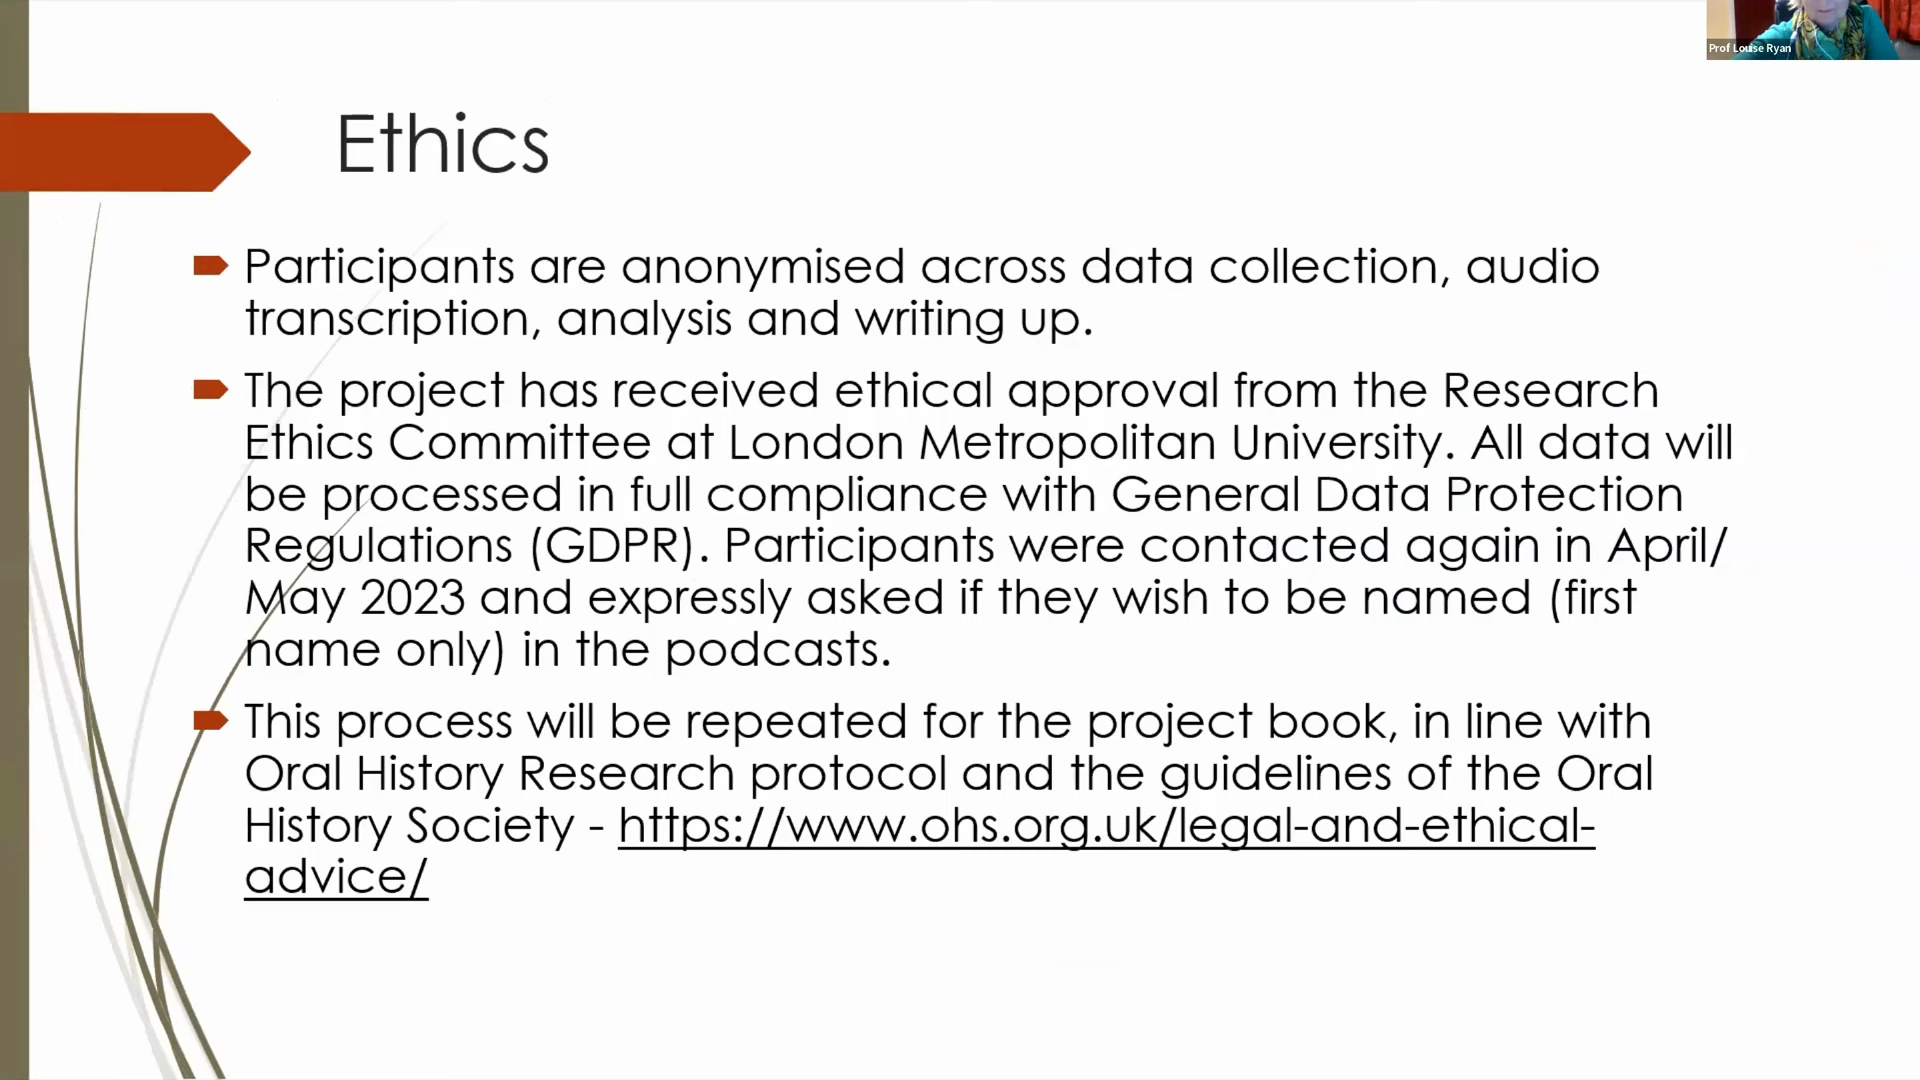 Prof Louise Ryan
Ethics
Participants are anonymised across data collection, audio
transcription, analysis and writing up.
The project has received ethical approval from the Research
Ethics Committee at London Metropolitan University. All data will
be processed in full compliance with General Data Protection
Regulations (GDPR). Participants were contacted again in April/
May 2023 and expressly asked if they wish to be named (first
name only) in the podcasts.
This process will be repeated for the project book, in line with
Oral History Research protocol and the guidelines of the Oral
History Society - https://www.ohs.org.uk/legal-and-ethical-
advice/